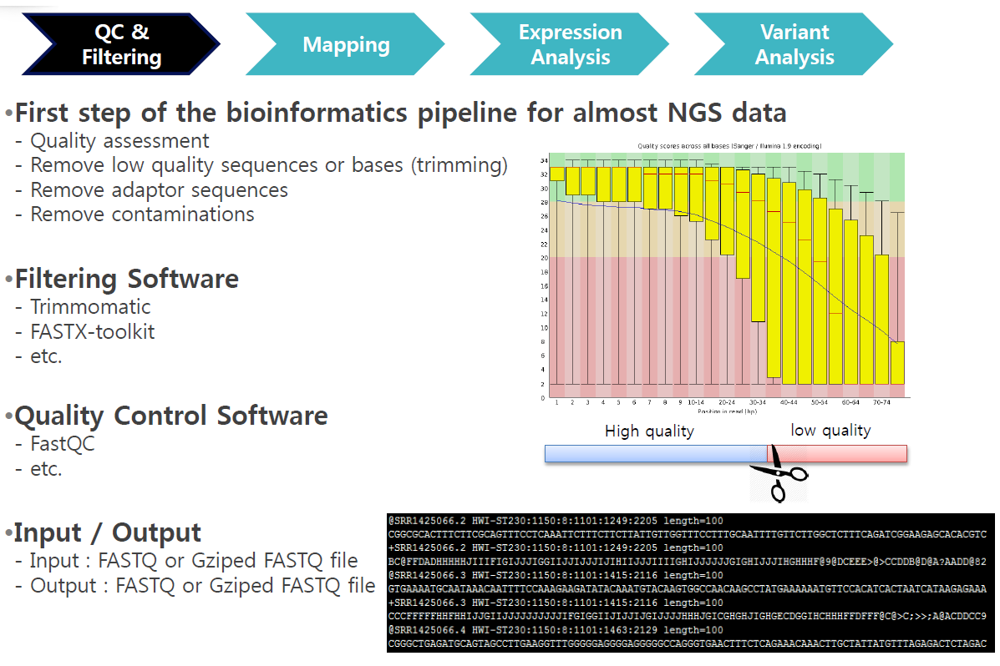 QC &
Filtering
Mapping
Expression
Analysis
Variant
Analysis
•First step of the bioinformatics pipeline for almost NGS data
- Quality assessment
- Remove low quality sequences or bases (trimming)
- Remove adaptor sequences
- Remove contaminations
•Filtering Software
- Trimmomatic
- FASTX-toolkit
- etc.
•Quality Control Software
- FastQC
- etc.
•Input / Output
- Input : FASTQ or Gziped FASTQ file
- Output : FASTQ or Gziped FASTQ file
Quality scores across all bases (Sanger / Illumina 1.9 encoding)
34
32
30
28
26
24
22
20
18
16
14
12
10
8
6
4
2
0
1 2 3 4 5 6 7 8 9 10-14 20-24 30-34 40-44 50-54 60-64 70-74
Position in read (bp)
High quality low quality
@SRR1425066.2 HWI-ST230:1150:8:1101:1249:2205 length=100
CGGCGCACTTTCTTCGCAGTTTCCTCAAATTCTTTCTTTCTTATTGTTGGTTTCCTTTGCAATTTTGTTCTTGGCTCTTTCAGATCGGAAGAGCACACGTC
+SRR1425066.2 HWI-ST230:1150:8:1101:1249:2205 length=100
BC@FFDADHHHHHJIIIFIGIJJJIGGIIJJIJJJIJIHIIJJJIIIIGHIJJJJJJGIGHIJJJIHGHHHF@9@DCEEE>@>CCDDB@D@A?AADD@82
@SRR1425066.3 HWI-ST230:1150:8:1101:1415:2116 length=100
GTGAAAATGCAATAAACAATTTTCCAAAGAAGATATACAAATGTACAAGTGGCCAACAAGCCTATGAAAAAATGTTCCACATCACTAATCATAAGAGAAA
+SRR1425066.3 HWI-ST230:1150:8:1101:1415:2116 length=100
CCCFFFFFHHFHHIJJGIIJJJJJJJJJJIFGIGGIIJIJJIJGIJJJJHHHJGICGHGHJIGHGECDGGIHCHHHFFDFFF@C@>C;>>;A@ACDDCC9
@SRR1425066.4 HWI-ST230:1150:8:1101:1463:2129 length=100
CGGGCTGAGATGCAGTAGCCTTGAAGGTTTGGGGGAGGGGAGGGGGCCAGGGTGAACTTTCTCAGAAACAAACTTGCTATTATGTTTAGAGACTCTAGAC